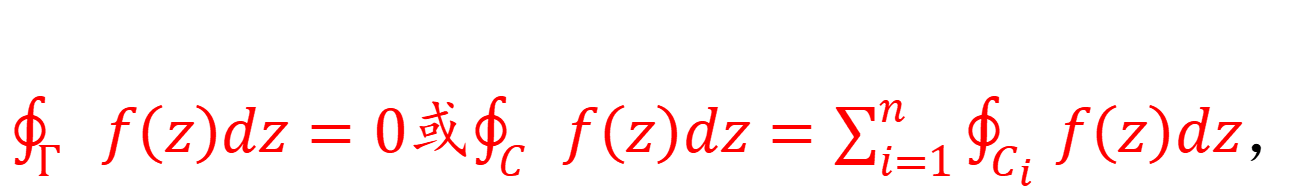 ∮_Γ f(z)dz = 0或∮_C f(z)dz = ∑_{i=1}^{n} ∮_{C_i} f(z)dz，